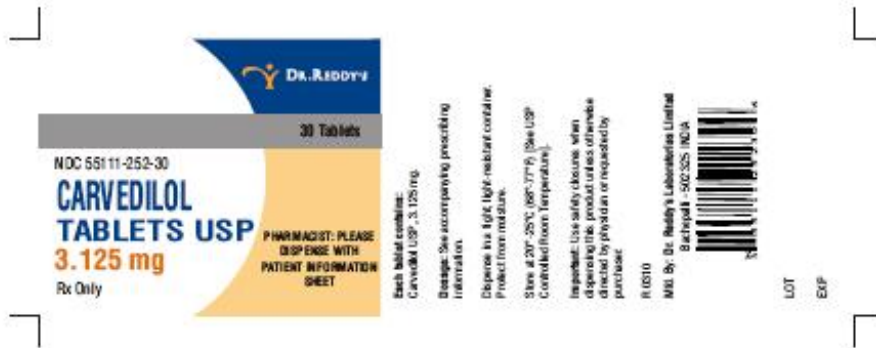 DR.REDDY'S
30 Tablets
NDC 55111-252-30
CARVEDILOL
TABLETS USP
3.125 mg
Rx Only
PHARMACIST: PLEASE
DISPENSE WITH
PATIENT INFORMATION
SHEET
Each tablet contains:
Carvedilol USP, 3.125 mg.
Dosage: See accompanying prescribing
information.
Dispense in a tight, light-resistant container.
Protect from moisture.
Store at 20°-25°C (68°-77°F). [See USP
Controlled Room Temperature].
Important: Use safety closures when
dispensing this product unless otherwise
directed by physician or requested by
purchaser.
R 0310
Mfd. By: Dr. Reddy's Laboratories Limited
Bachepalli - 502 325 INDIA
LOT
EXP